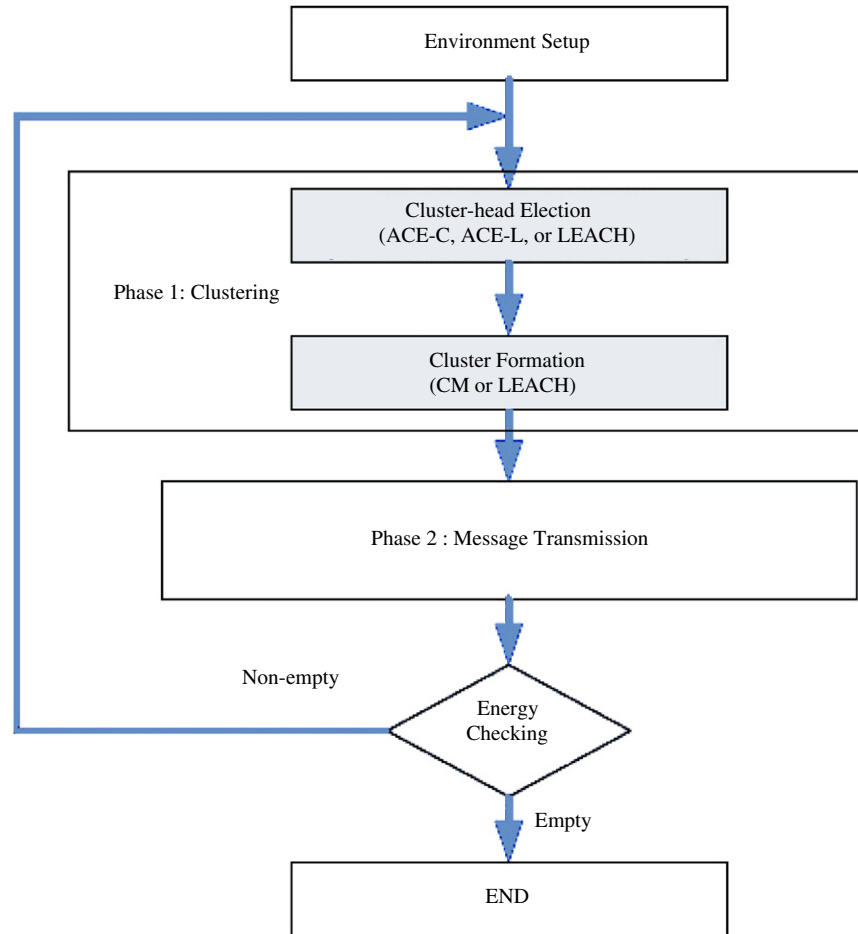 Environment Setup
Cluster-head Election
(ACE-C, ACE-L, or LEACH)
Phase 1: Clustering
Cluster Formation
(CM or LEACH)
Phase 2 : Message Transmission
Non-empty
Energy
Checking
Empty
END